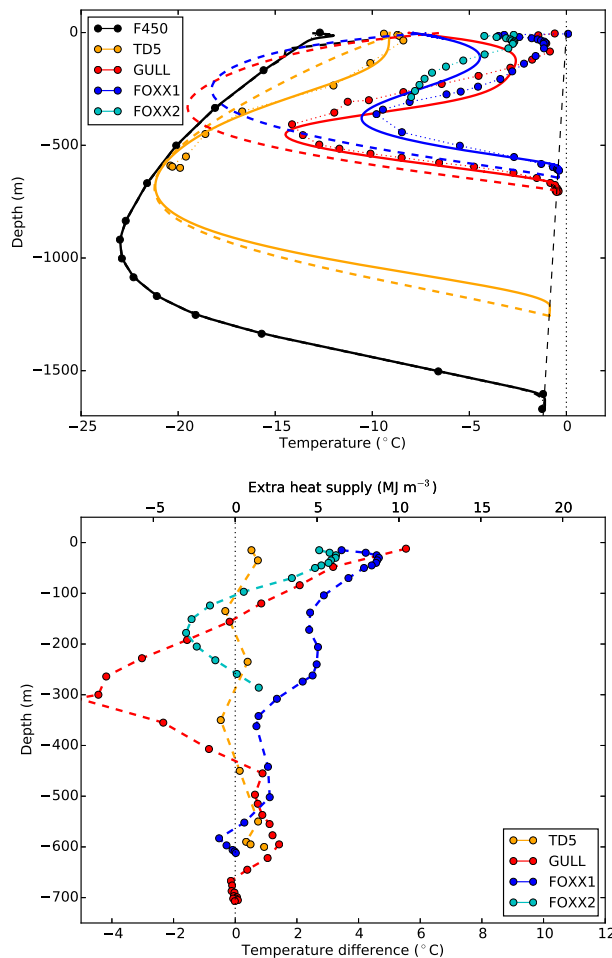 F450
TD5
GULL
FOXX1
FOXX2
0
−500
−1000
−1500
Depth (m)
−25
−20
−15
−10
−5
0
Temperature (°C)
Extra heat supply (MJ m⁻³)
−5
0
5
10
15
20
0
−100
−200
−300
−400
−500
−600
−700
Depth (m)
TD5
GULL
FOXX1
FOXX2
−4
−2
0
2
4
6
8
10
12
Temperature difference (°C)